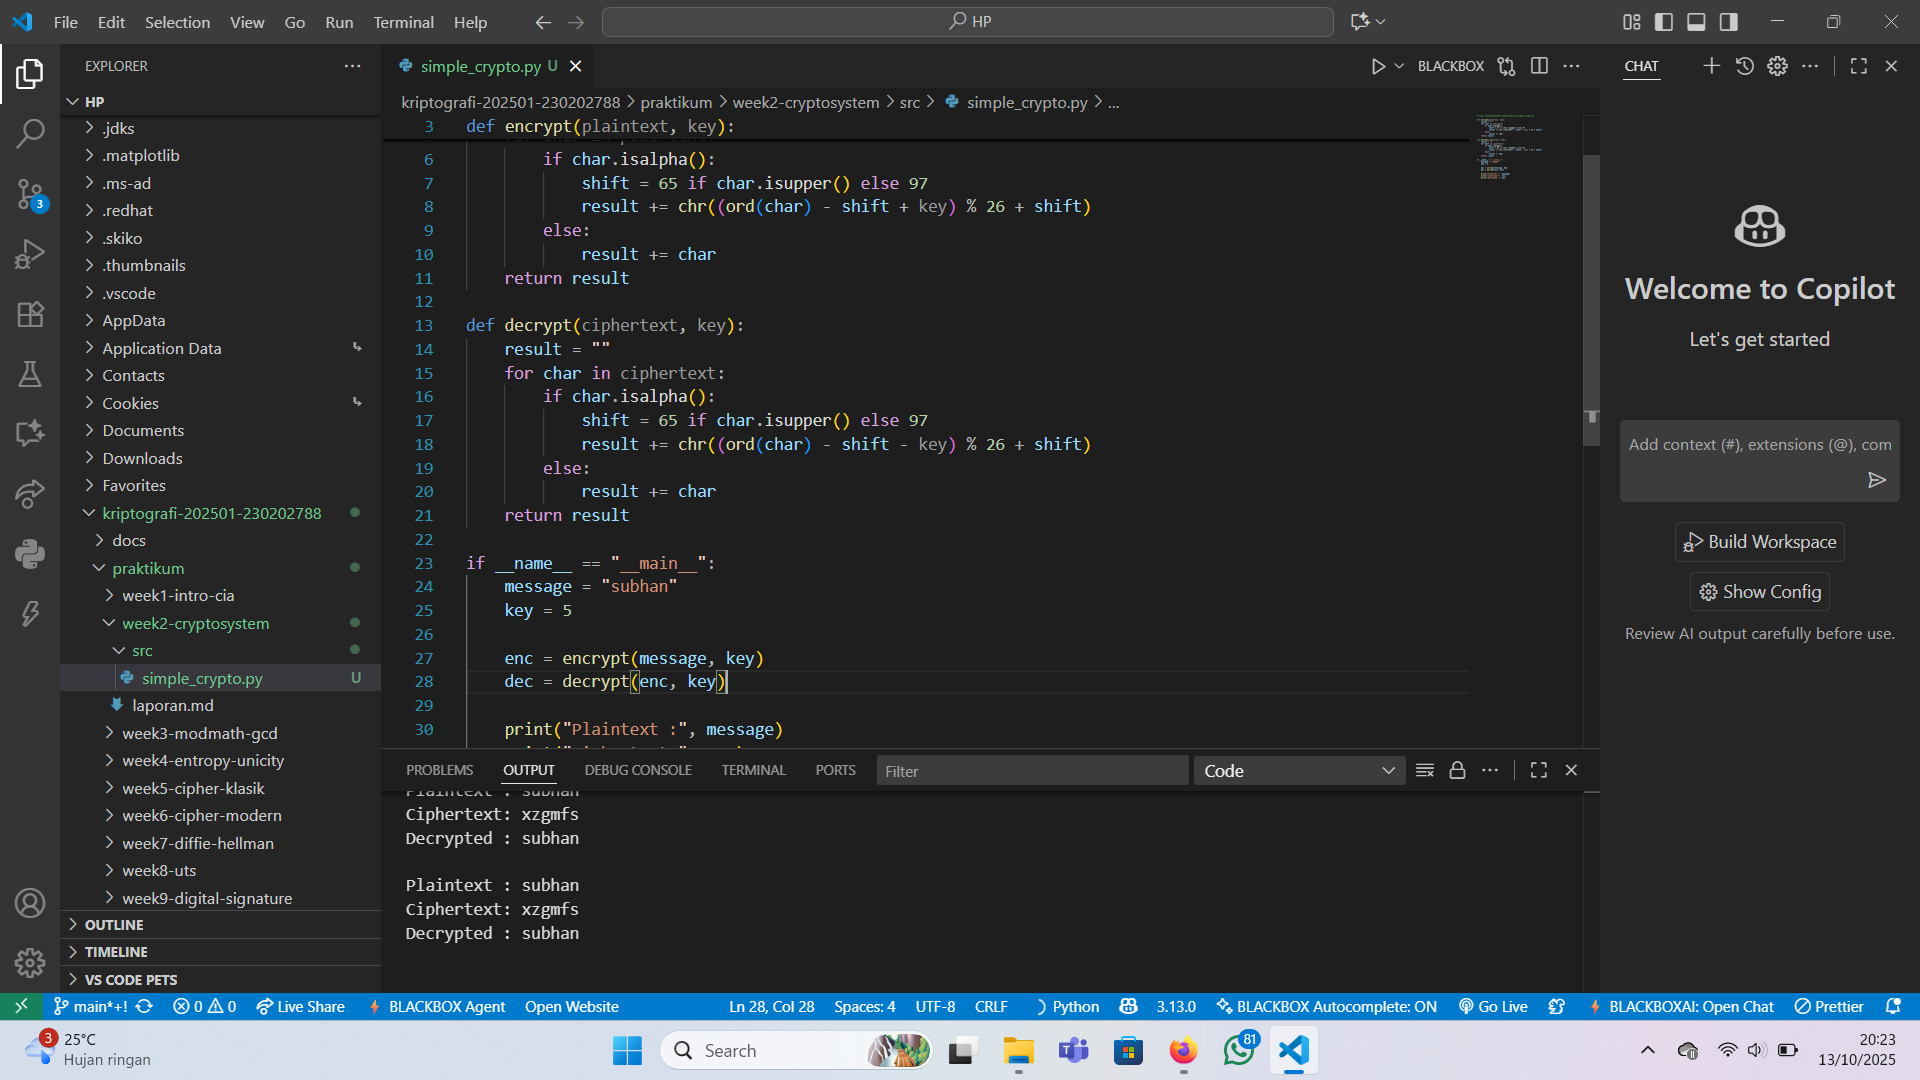 File Edit Selection View Go Run Terminal Help
HP
EXPLORER
HP
.jdks
.matplotlib
.ms-ad
.redhat
.skiko
.thumbnails
.vscode
AppData
Application Data
Contacts
Cookies
Documents
Downloads
Favorites
kriptografi-202501-230202788
docs
praktikum
week1-intro-cia
week2-cryptosystem
src
simple_crypto.py U
laporan.md
week3-modmath-gcd
week4-entropy-unicity
week5-cipher-klasik
week6-cipher-modern
week7-diffie-hellman
week8-uts
week9-digital-signature
OUTLINE
TIMELINE
VS CODE PETS
3
simple_crypto.py U
BLACKBOX
kriptografi-202501-230202788 > praktikum > week2-cryptosystem > src > simple_crypto.py > ...
3 def encrypt(plaintext, key):
6 if char.isalpha():
7 shift = 65 if char.isupper() else 97
8 result += chr((ord(char) - shift + key) % 26 + shift)
9 else:
10 result += char
11 return result
12
13 def decrypt(ciphertext, key):
14 result = ""
15 for char in ciphertext:
16 if char.isalpha():
17 shift = 65 if char.isupper() else 97
18 result += chr((ord(char) - shift - key) % 26 + shift)
19 else:
20 result += char
21 return result
22
23 if __name__ == "__main__":
24 message = "subhan"
25 key = 5
26
27 enc = encrypt(message, key)
28 dec = decrypt(enc, key)
29
30 print("Plaintext :", message)
PROBLEMS OUTPUT DEBUG CONSOLE TERMINAL PORTS
Filter
Code
Plaintext : subhan
Ciphertext: xzgmfs
Decrypted : subhan
Plaintext : subhan
Ciphertext: xzgmfs
Decrypted : subhan
CHAT
Welcome to Copilot
Let's get started
Add context (#), extensions (@), com
Build Workspace
Show Config
Review AI output carefully before use.
main*+! 0 0 Live Share BLACKBOX Agent Open Website Ln 28, Col 28 Spaces: 4 UTF-8 CRLF Python 3.13.0 BLACKBOX Autocomplete: ON Go Live BLACKBOXAI: Open Chat Prettier
3
25°C
Hujan ringan
Search
81
20:23
13/10/2025